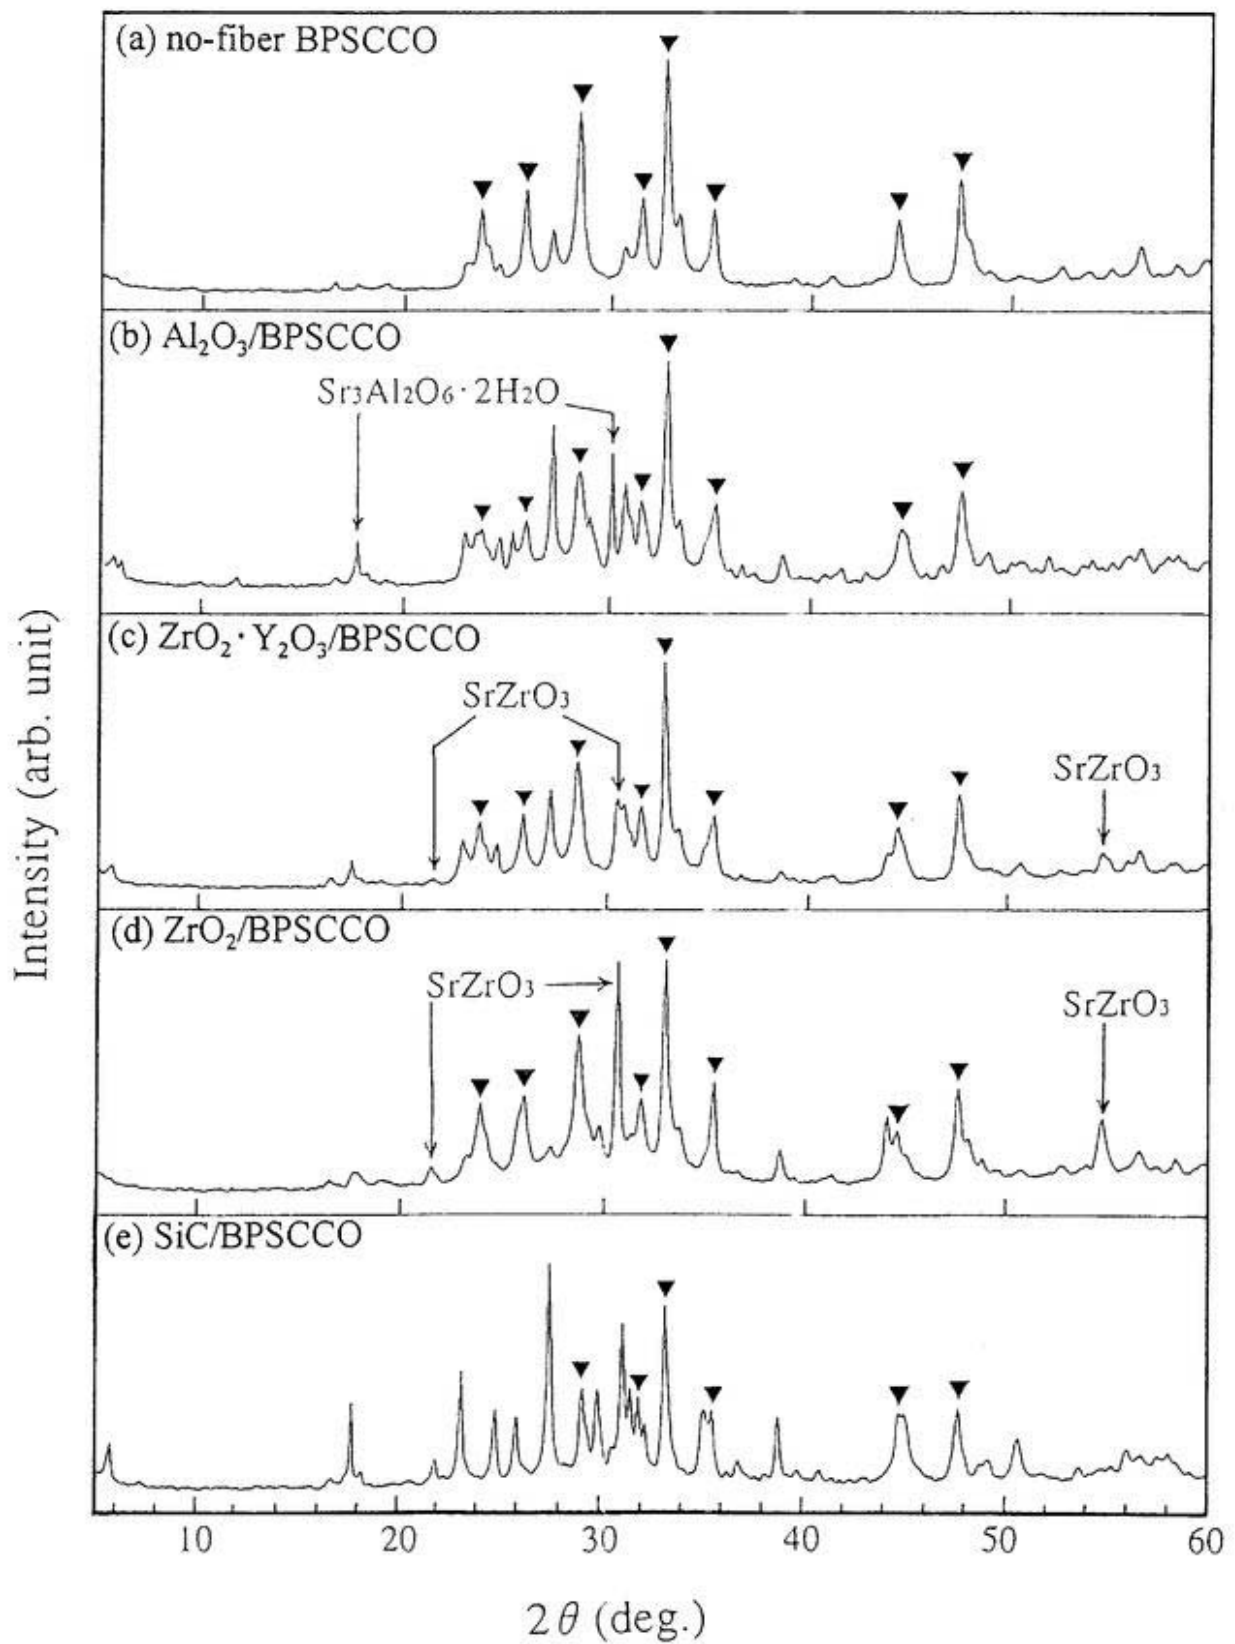 (a) no-fiber BPSCCO
(b) Al₂O₃/BPSCCO
Sr₃Al₂O₆·2H₂O
(c) ZrO₂·Y₂O₃/BPSCCO
SrZrO₃
SrZrO₃
(d) ZrO₂/BPSCCO
SrZrO₃
SrZrO₃
(e) SiC/BPSCCO
Intensity (arb. unit)
10 20 30 40 50 60
2θ (deg.)